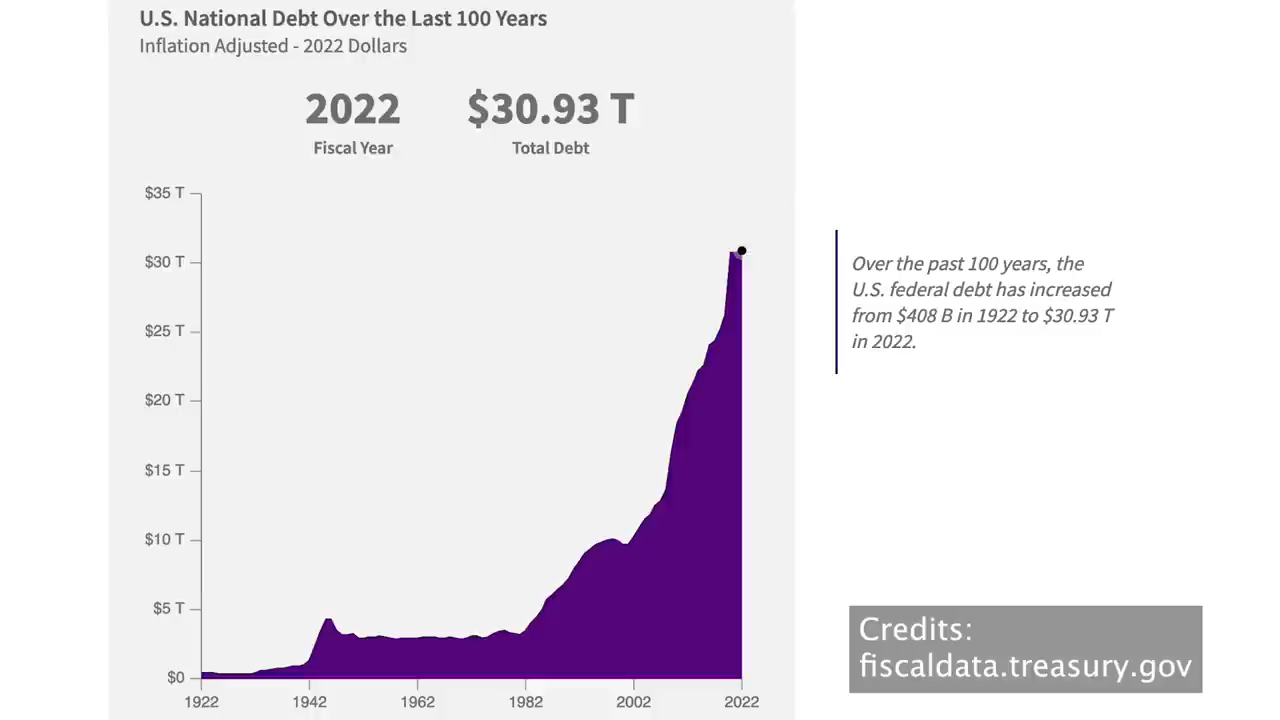 U.S. National Debt Over the Last 100 Years
Inflation Adjusted - 2022 Dollars
2022
Fiscal Year
$30.93 T
Total Debt
$35 T
$30 T
$25 T
$20 T
$15 T
$10 T
$5 T
$0
1922
1942
1962
1982
2002
2022
Over the past 100 years, the
U.S. federal debt has increased
from $408 B in 1922 to $30.93 T
in 2022.
Credits:
fiscaldata.treasury.gov